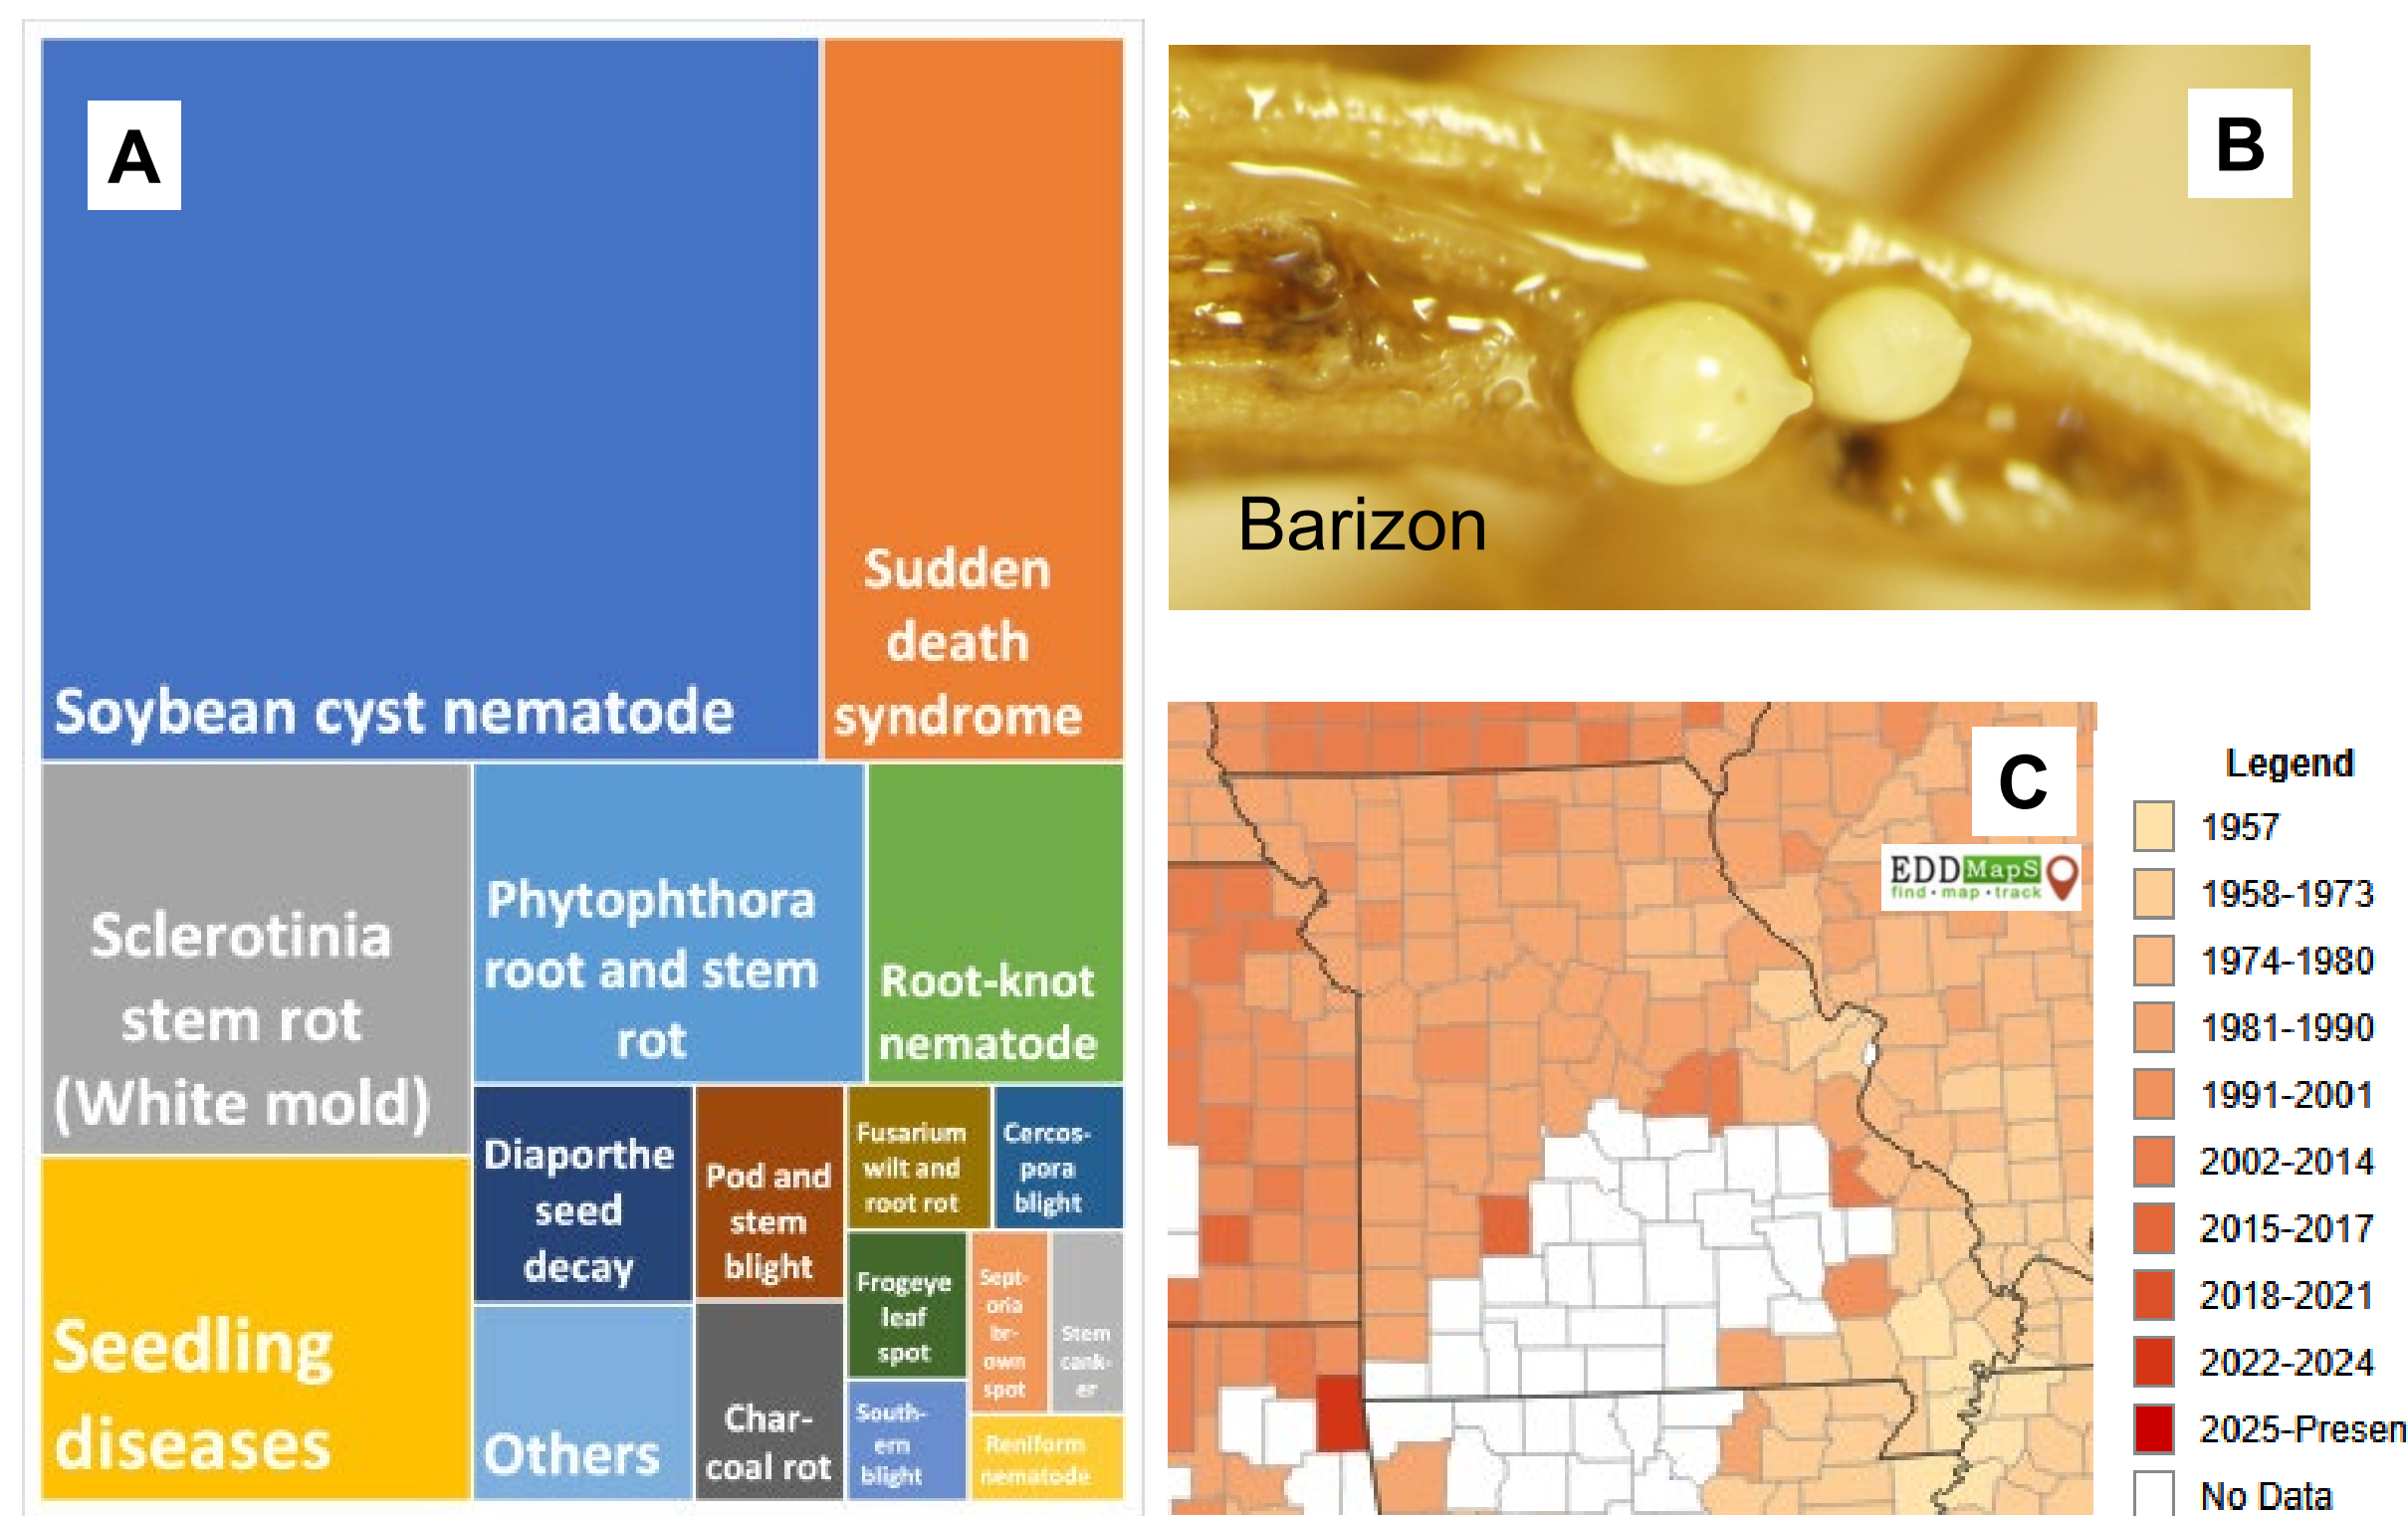 A
Soybean cyst nematode
Sudden
death
syndrome
Sclerotinia
stem rot
(White mold)
Phytophthora
root and stem
rot
Root-knot
nematode
Seedling
diseases
Diaporthe
seed
decay
Others
Pod and
stem
blight
Char-
coal rot
Fusarium
wilt and
root rot
Cercos-
pora
blight
Frogeye
leaf
spot
Sept-
oria
br-
own
spot
Stem
cank-
er
South-
ern
blight
Reniform
nematode
B
Barizon
C
EDDMapS
find • map • track
Legend
1957
1958-1973
1974-1980
1981-1990
1991-2001
2002-2014
2015-2017
2018-2021
2022-2024
2025-Presen
No Data